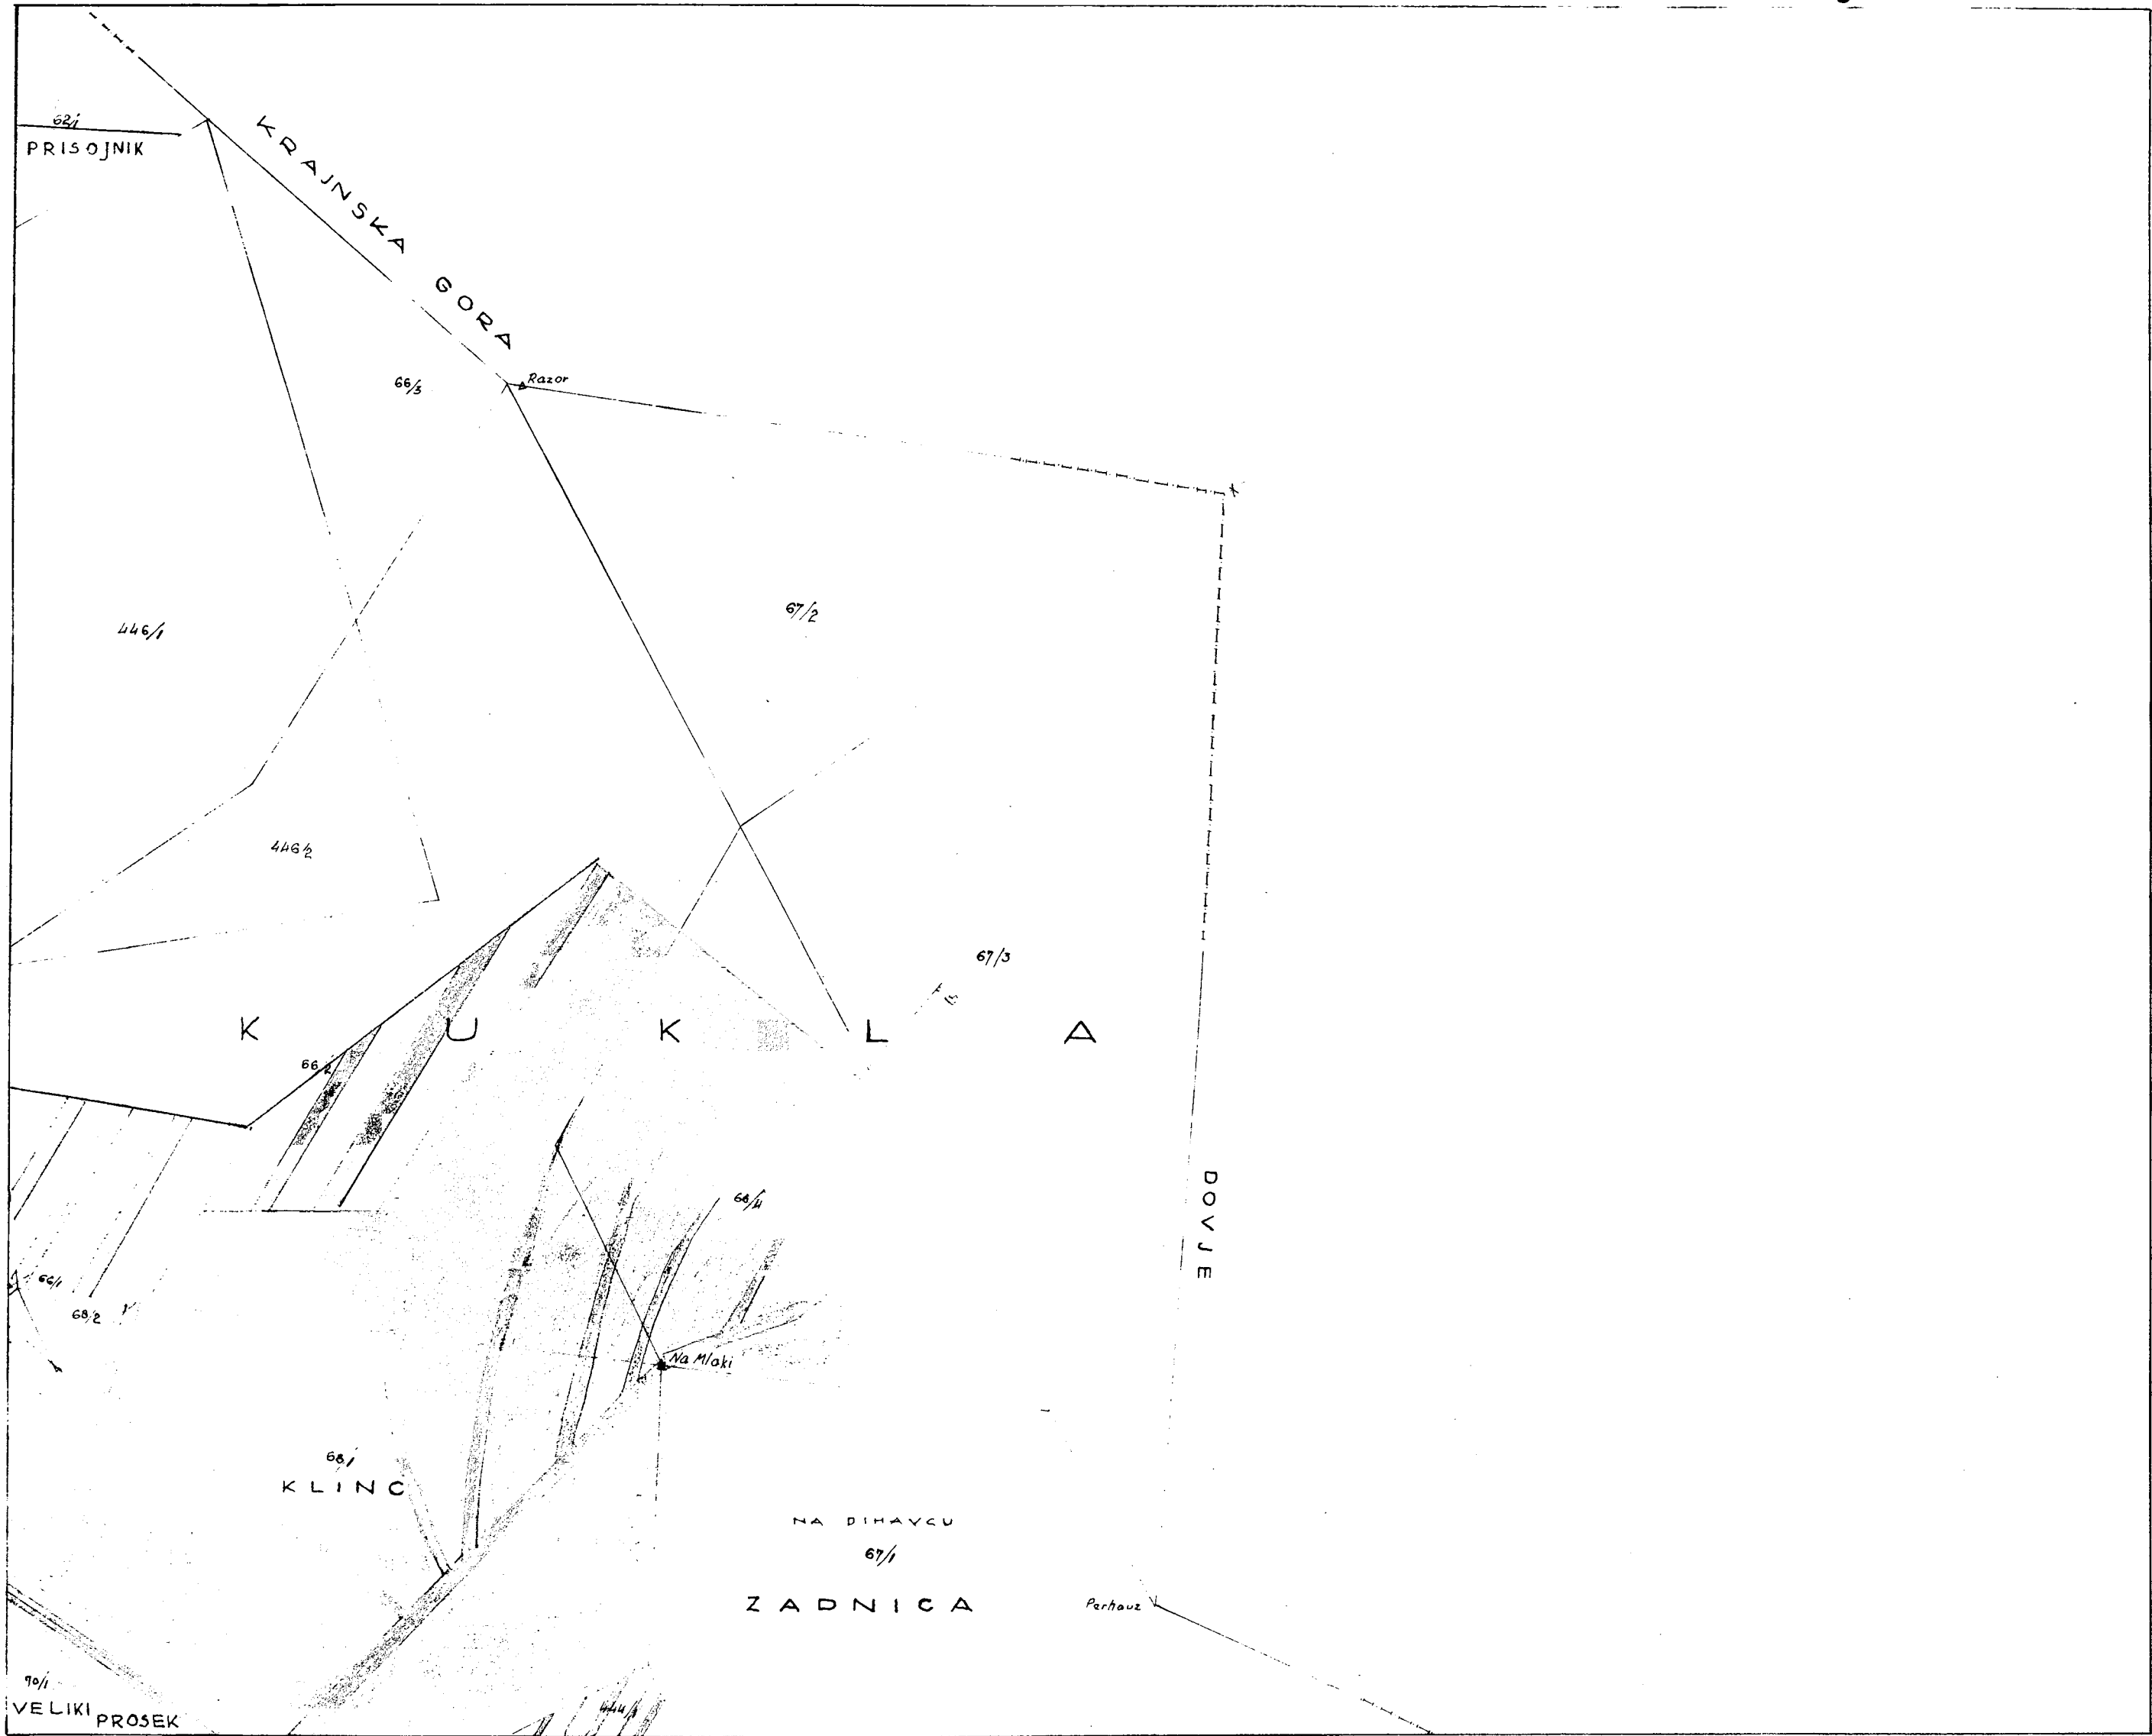 62/1
PRISOJNIK
KRAJNSKA GORA
Razor
66/3
67/2
446/1
446/2
67/3
K U K L A
66/2
DOVJE
68/4
66/1
68/2
Na Mlaki
68/1
KLINC
NA DIHAVCU
67/1
ZADNICA
Perhauz
70/1
VELIKI PROSEK
444/1